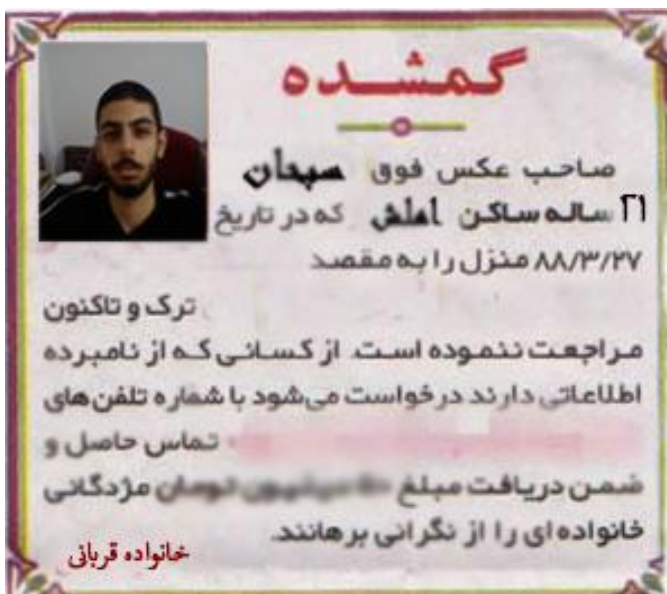 گمشده
صاحب عکس فوق سبحان
۲۱ ساله ساکن املش که در تاریخ
۸۸/۳/۲۷ منزل را به مقصد
ترک و تاکنون
مراجعت ننموده است. از کسانی که از نامبرده
اطلاعاتی دارند درخواست می‌شود با شماره تلفن‌های
تماس حاصل و
ضمن دریافت مبلغ میلیون تومان مژدگانی
خانواده ای را از نگرانی برهانند.
خانواده قربانی